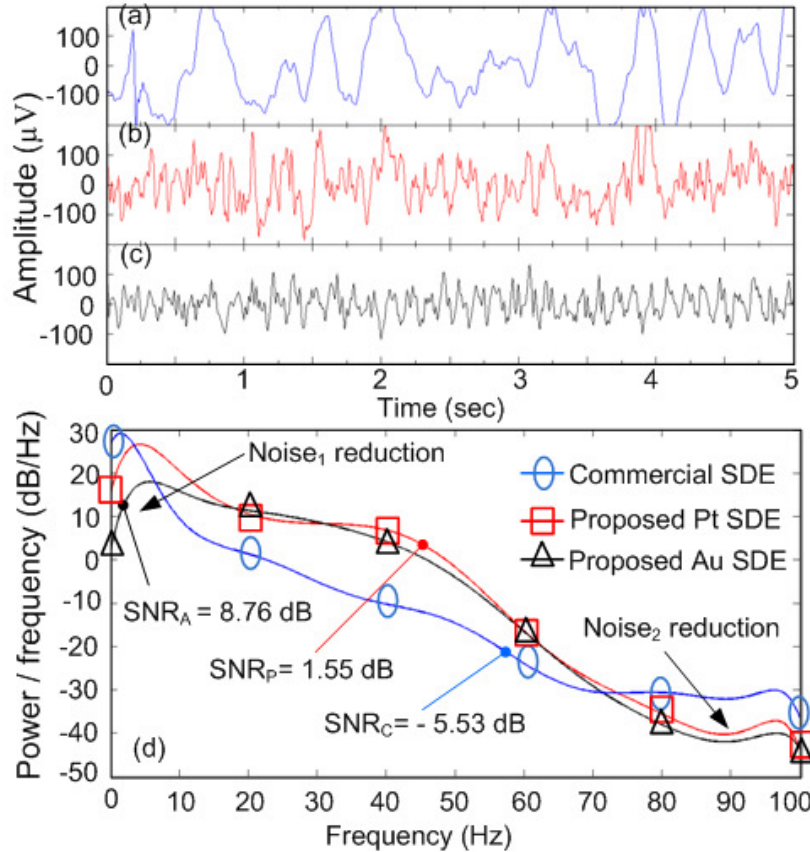 (a)
100
0
-100
(b)
100
0
-100
(c)
100
0
-100
Amplitude (μV)
0 1 2 3 4 5
Time (sec)
30
20
10
0
-10
-20
-30
-40
-50
Power / frequency (dB/Hz)
Noise₁ reduction
Commercial SDE
Proposed Pt SDE
Proposed Au SDE
SNR_A = 8.76 dB
SNR_P= 1.55 dB
SNR_C= - 5.53 dB
Noise₂ reduction
(d)
0 10 20 30 40 50 60 70 80 90 100
Frequency (Hz)